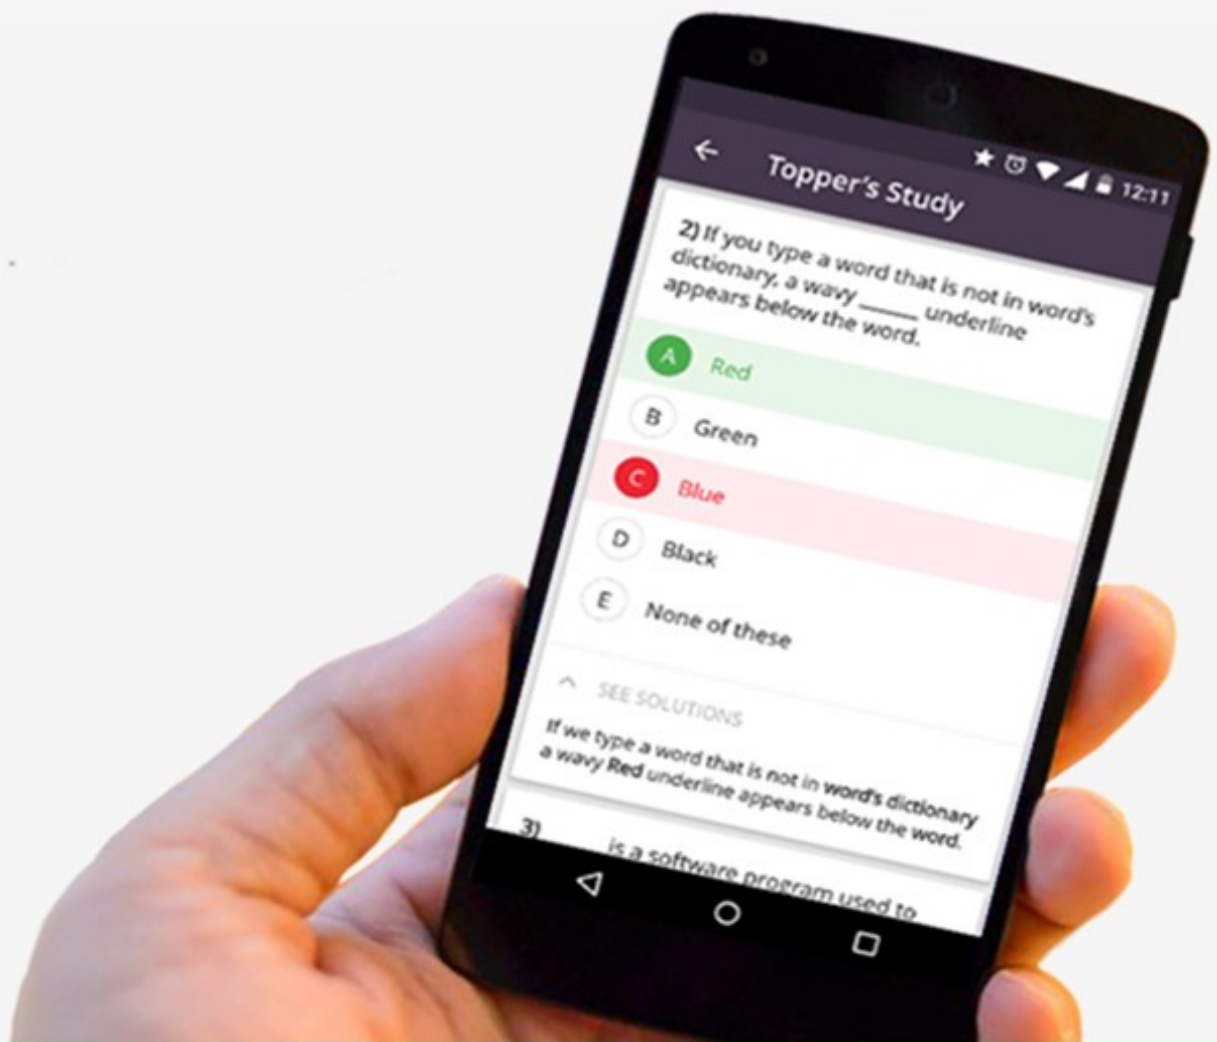 12:11
Topper's Study
2) If you type a word that is not in word's
dictionary, a wavy ______ underline
appears below the word.
A Red
B Green
C Blue
D Black
E None of these
SEE SOLUTIONS
If we type a word that is not in word's dictionary
a wavy Red underline appears below the word.
3) ______ is a software program used to